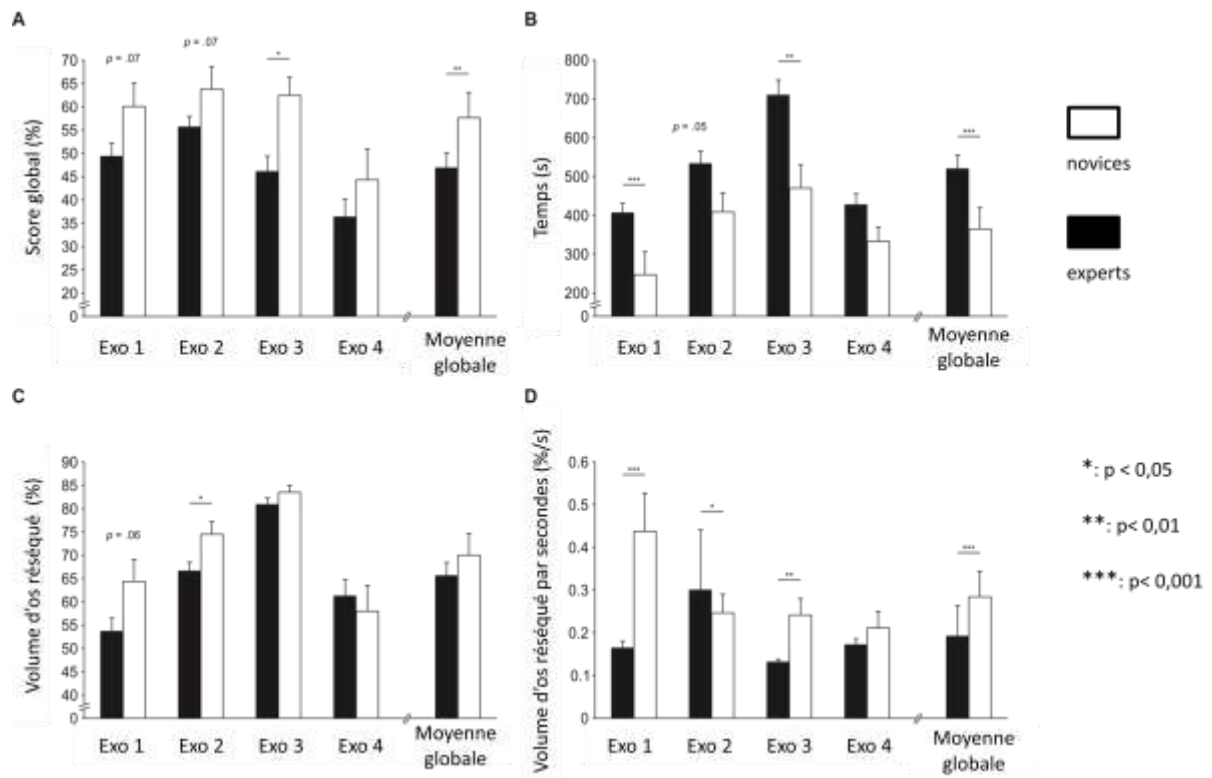 A
Score global (%)
70
65
60
55
50
45
40
35
30
25
20
0
p = .07
p = .07
*
**
Exo 1
Exo 2
Exo 3
Exo 4
Moyenne
globale
B
Temps (s)
800
700
600
500
400
300
200
0
***
p = .05
**
***
Exo 1
Exo 2
Exo 3
Exo 4
Moyenne
globale
novices
experts
C
Volume d'os réséqué (%)
90
85
80
75
70
65
60
55
50
45
40
0
p = .06
*
Exo 1
Exo 2
Exo 3
Exo 4
Moyenne
globale
D
Volume d'os réséqué par secondes (%/s)
0.6
0.5
0.4
0.3
0.2
0.1
0
***
*
**
***
Exo 1
Exo 2
Exo 3
Exo 4
Moyenne
globale
*: p < 0,05
**: p< 0,01
***: p< 0,001